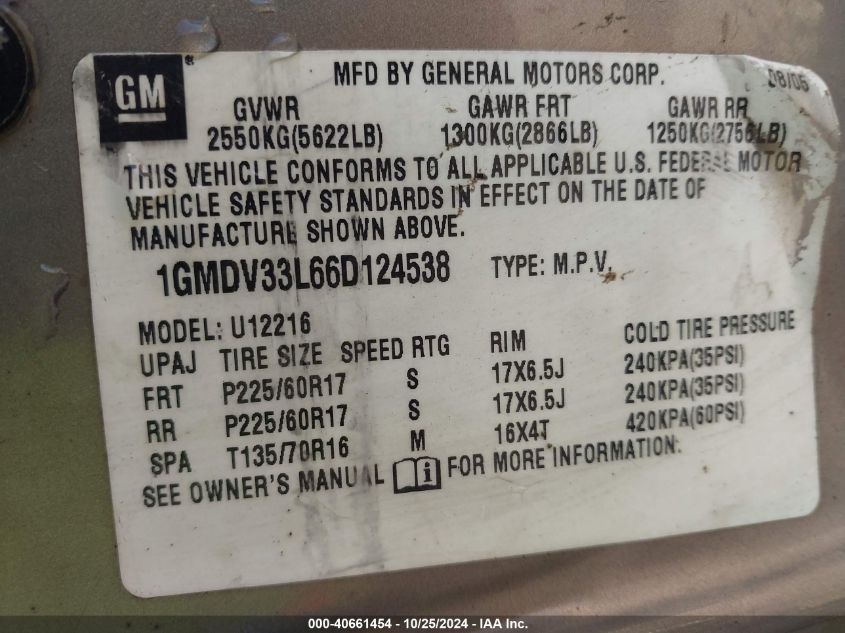 GM
MFD BY GENERAL MOTORS CORP. 08/05
GVWR GAWR FRT GAWR RR
2550KG(5622LB) 1300KG(2866LB) 1250KG(2756LB)
THIS VEHICLE CONFORMS TO ALL APPLICABLE U.S. FEDERAL MOTOR
VEHICLE SAFETY STANDARDS IN EFFECT ON THE DATE OF
MANUFACTURE SHOWN ABOVE.
1GMDV33L66D124538 TYPE: M.P.V.
MODEL: U12216
UPAJ TIRE SIZE SPEED RTG RIM COLD TIRE PRESSURE
FRT P225/60R17 S 17X6.5J 240KPA(35PSI)
RR P225/60R17 S 17X6.5J 240KPA(35PSI)
SPA T135/70R16 M 16X4T 420KPA(60PSI)
SEE OWNER'S MANUAL i FOR MORE INFORMATION.
000-40661454 - 10/25/2024 - IAA, Inc.